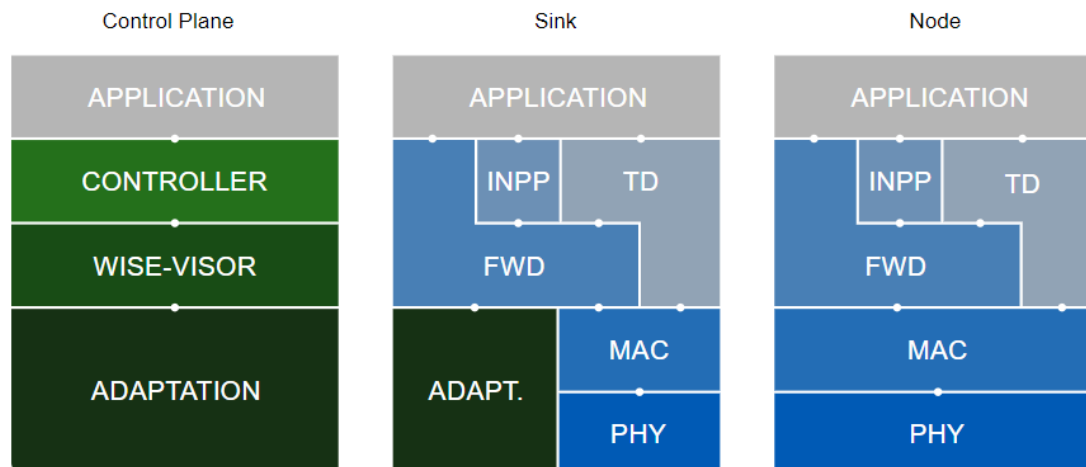 Control Plane
APPLICATION
CONTROLLER
WISE-VISOR
ADAPTATION
Sink
APPLICATION
INPP
TD
FWD
MAC
ADAPT.
PHY
Node
APPLICATION
INPP
TD
FWD
MAC
PHY